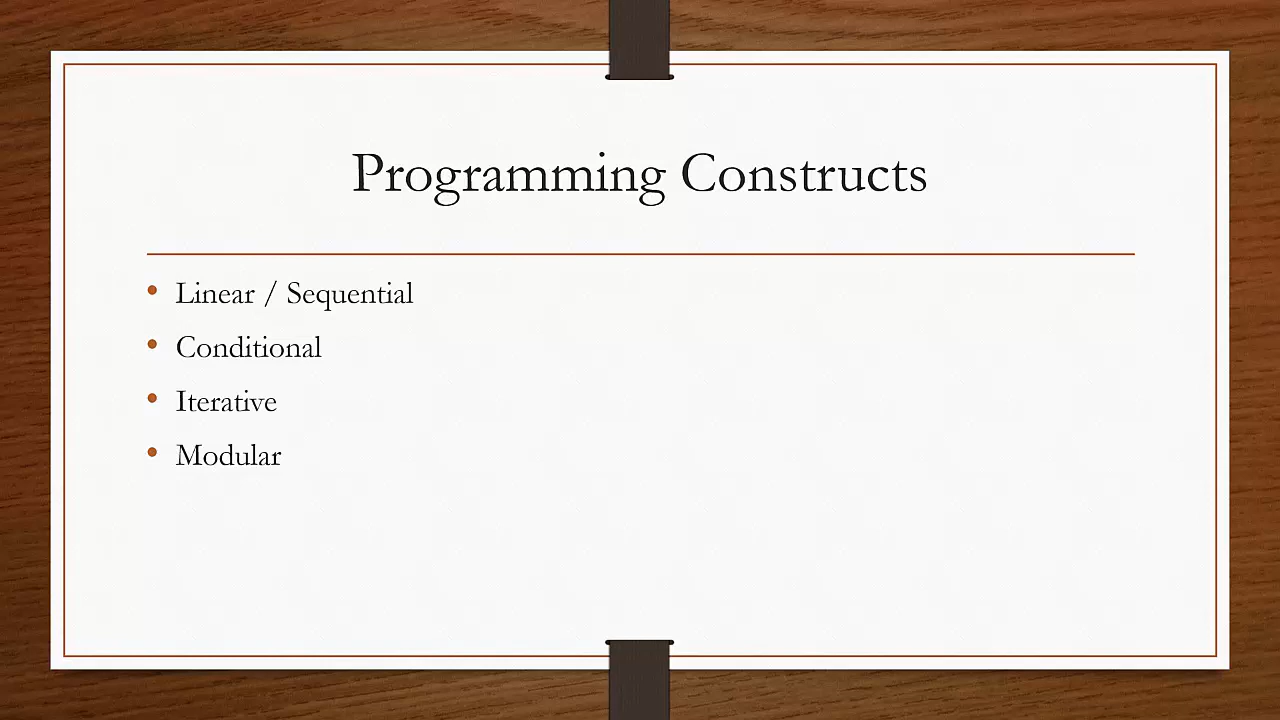 Programming Constructs
• Linear / Sequential
• Conditional
• Iterative
• Modular